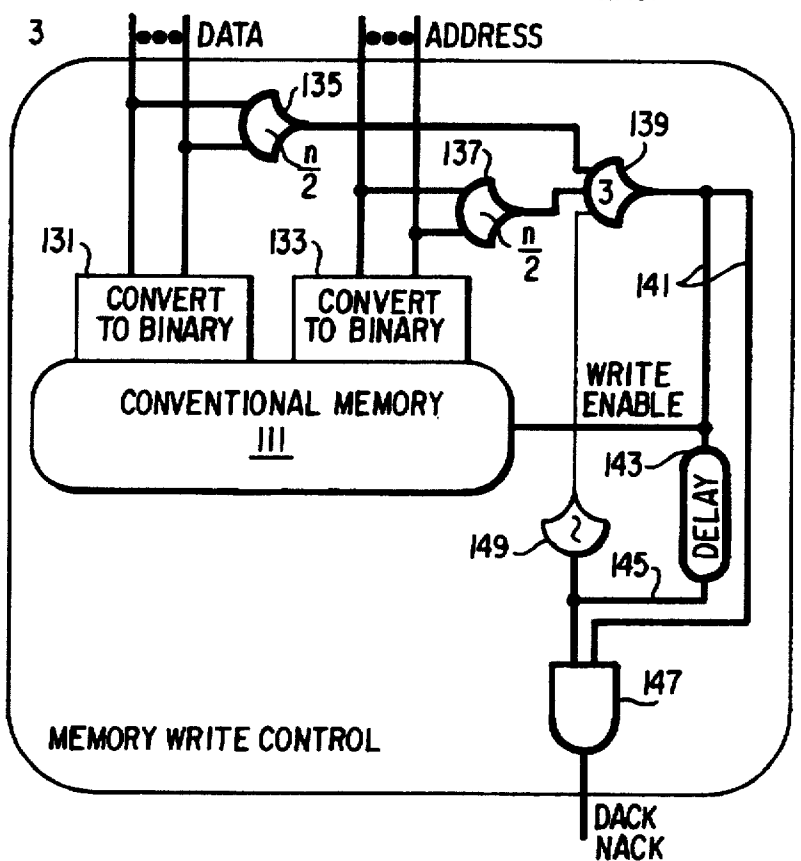 3
DATA
ADDRESS
135
n
2
137
n
2
139
3
131
133
CONVERT
TO BINARY
CONVERT
TO BINARY
141
WRITE
ENABLE
CONVENTIONAL MEMORY
111
143
DELAY
2
149
145
147
MEMORY WRITE CONTROL
DACK
NACK